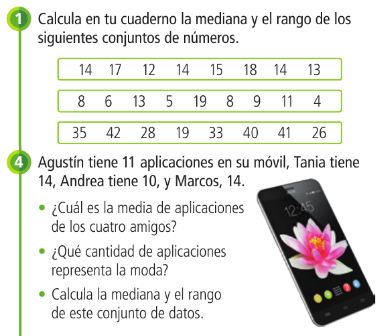 1 Calcula en tu cuaderno la mediana y el rango de los
siguientes conjuntos de números.
14 17 12 14 15 18 14 13
8 6 13 5 19 8 9 11 4
35 42 28 19 33 40 41 26
4 Agustín tiene 11 aplicaciones en su móvil, Tania tiene
14, Andrea tiene 10, y Marcos, 14.
• ¿Cuál es la media de aplicaciones
de los cuatro amigos?
• ¿Qué cantidad de aplicaciones
representa la moda?
• Calcula la mediana y el rango
de este conjunto de datos.
12:45